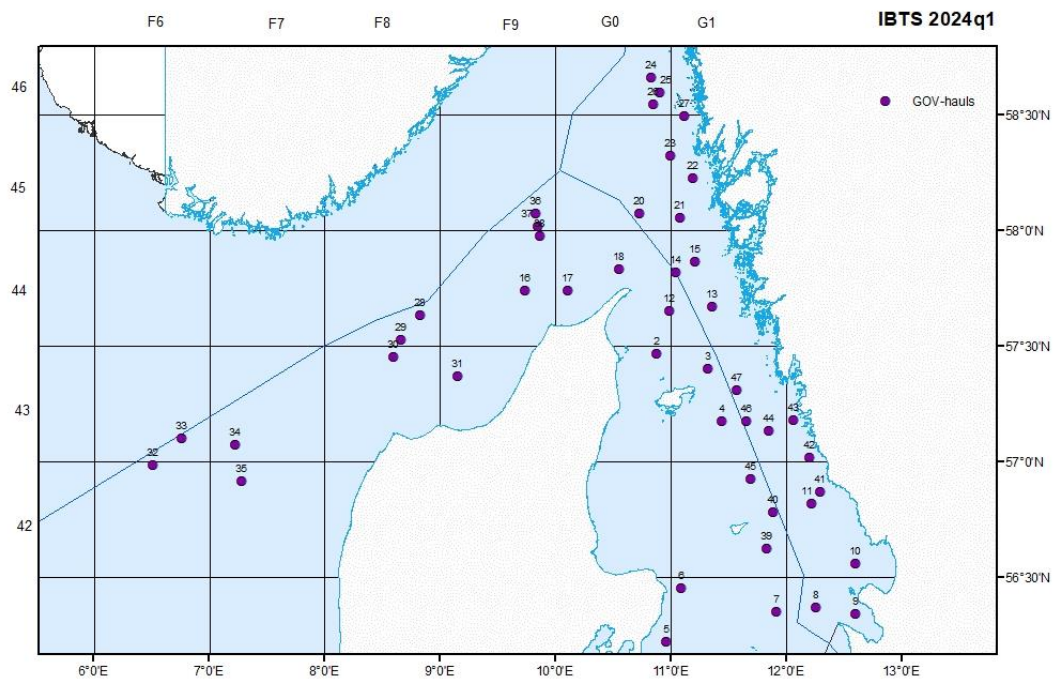 F6 F7 F8 F9 G0 G1 IBTS 2024q1
46 24 25 GOV-hauls
26 27 58°30'N
23
22
45 36 20 21
37
38 58°0'N
15
18 14
44 16 17
28 12 13
29 2 57°30'N
30 31 3
47
43 33 34 4 46 44 43
32 42 57°0'N
35 45 41
11
42 40
39 10
6 56°30'N
7 8 9
5
6°0'E 7°0'E 8°0'E 9°0'E 10°0'E 11°0'E 12°0'E 13°0'E